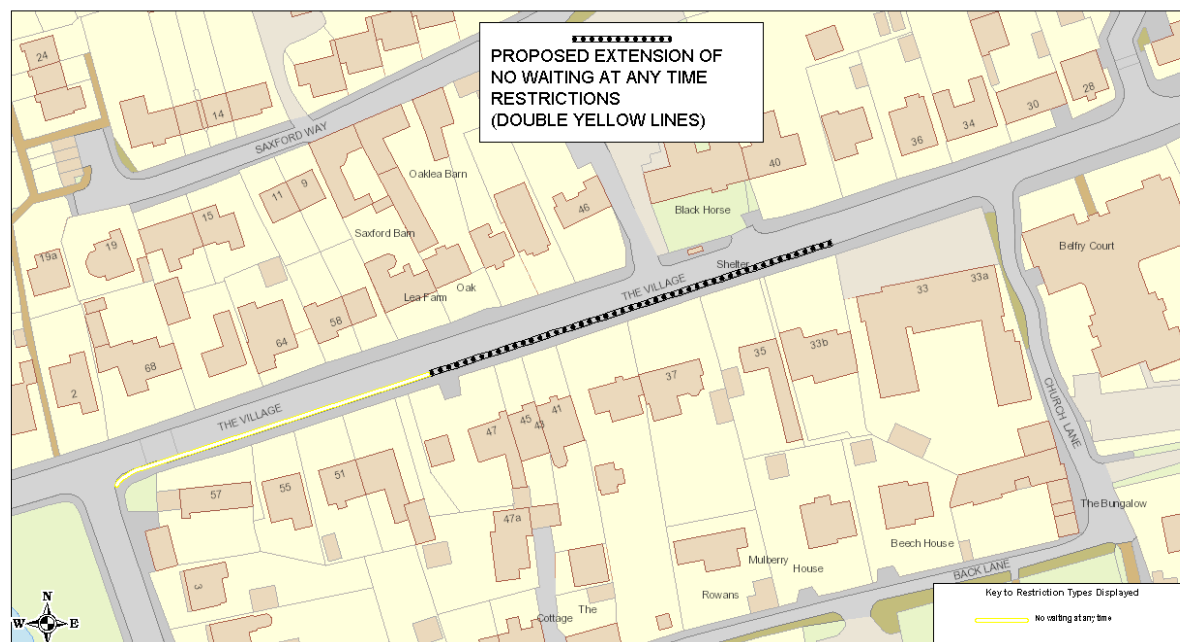 PROPOSED EXTENSION OF
NO WAITING AT ANY TIME
RESTRICTIONS
(DOUBLE YELLOW LINES)
24
14
SAXFORD WAY
28
30
34
36
40
Oaklea Barn
11
9
46
Black Horse
15
19
19a
Saxford Barn
Belfry Court
Shelter
Oak
Lea Farm
THE VILLAGE
33
33a
58
64
68
2
33b
35
37
CHURCH LANE
THE VILLAGE
41
45
43
47
51
55
57
47a
The Bungalow
Beech House
Mulberry
House
BACK LANE
3
Rowans
The
Cottage
N
W
E
S
Key to Restriction Types Displayed
No waiting at any time